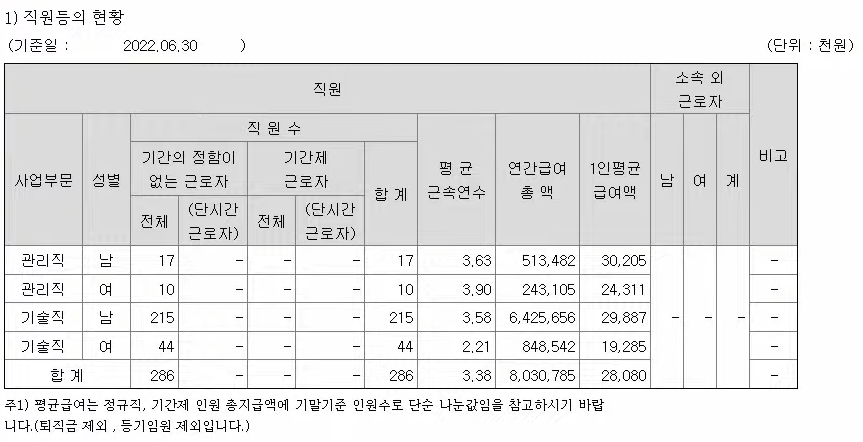 1) 직원등의 현황
(기준일 : 2022.06.30 ) (단위 : 천원)
직원 소속 외 근로자 비고
사업부문 성별 직 원 수 평 균 근속연수 연간급여 총 액 1인평균 급여액 남 여 계
기간의 정함이 없는 근로자 기간제 근로자 합 계
전체 (단시간 근로자) 전체 (단시간 근로자)
관리직 남 17 - - - 17 3.63 513,482 30,205 - - - -
관리직 여 10 - - - 10 3.90 243,105 24,311 -
기술직 남 215 - - - 215 3.58 6,425,656 29,887 -
기술직 여 44 - - - 44 2.21 848,542 19,285 -
합 계 286 - - - 286 3.38 8,030,785 28,080 -
주1) 평균급여는 정규직, 기간제 인원 총지급액에 기말기준 인원수로 단순 나눈값임을 참고하시기 바랍
니다.(퇴직금 제외 , 등기임원 제외입니다.)